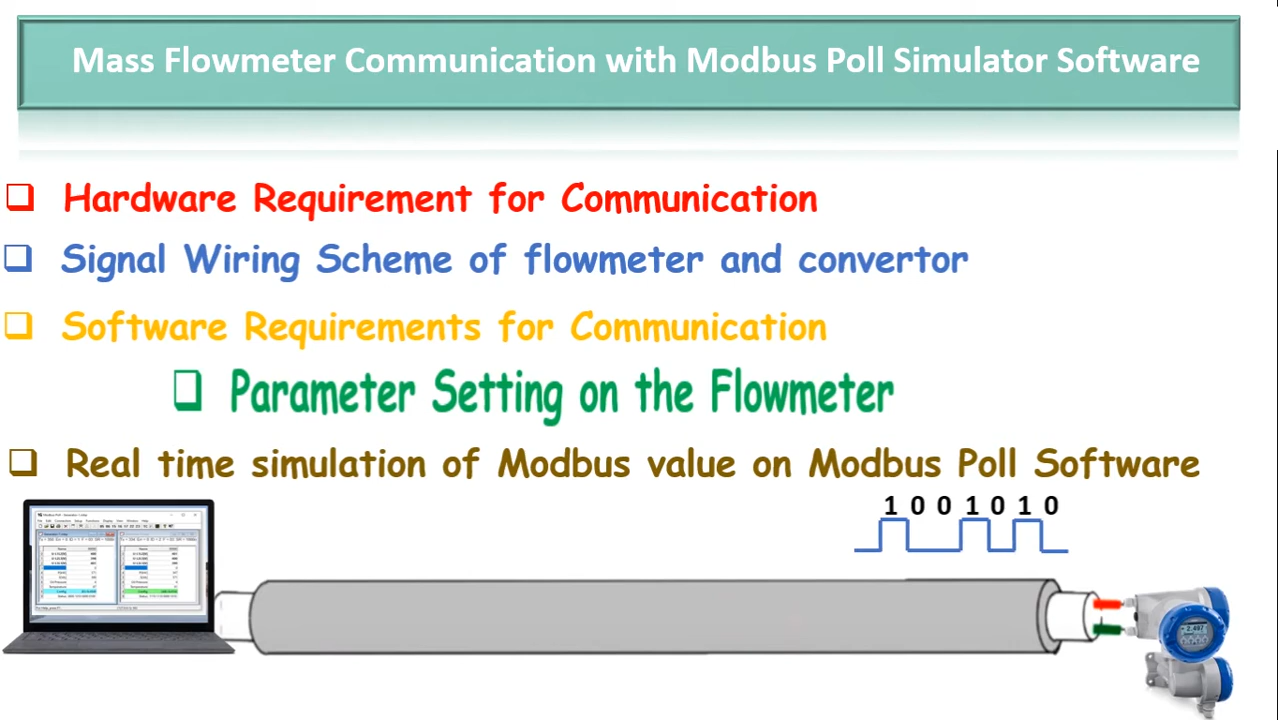 Mass Flowmeter Communication with Modbus Poll Simulator Software
Hardware Requirement for Communication
Signal Wiring Scheme of flowmeter and convertor
Software Requirements for Communication
Parameter Setting on the Flowmeter
Real time simulation of Modbus value on Modbus Poll Software
1 0 0 1 0 1 0